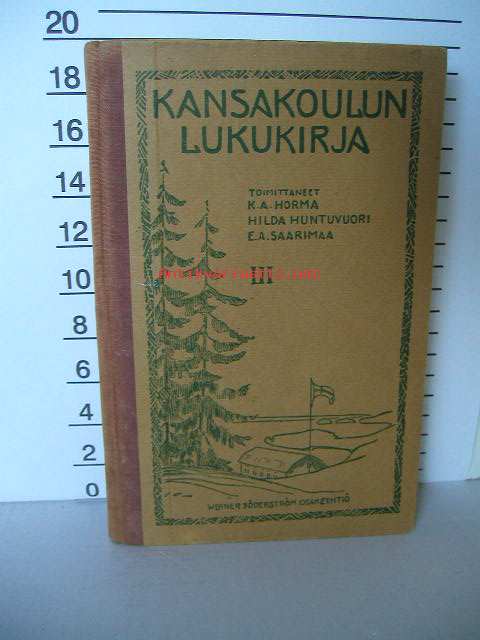 20
18
16
14
12
10
8
6
4
2
0
KANSAKOULUN
LUKUKIRJA
TOIMITTANEET
K.A. HORMA
HILDA HUNTUVUORI
E.A. SAARIMAA
III
WERNER SÖDERSTRÖM OSAKEYHTIÖ